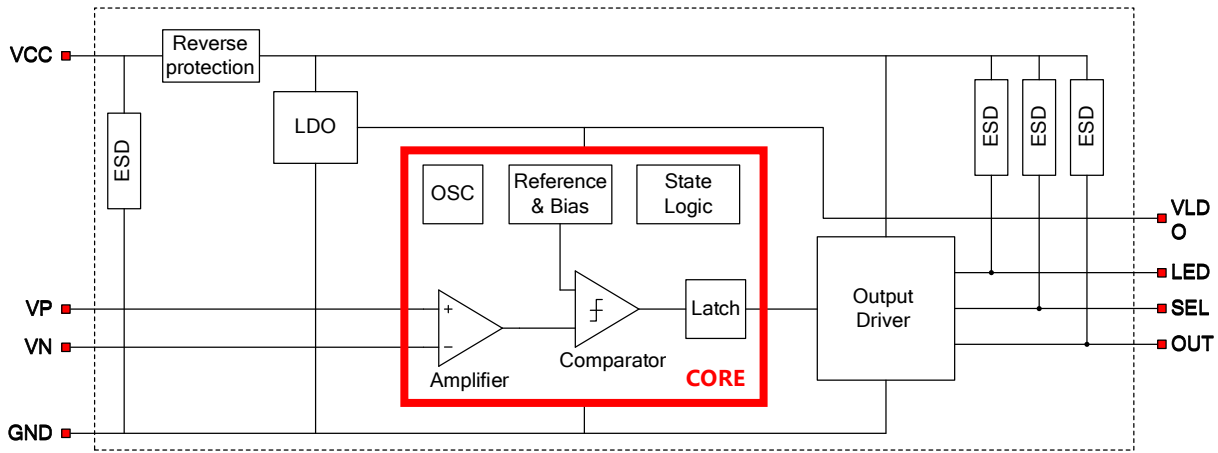 VCC
Reverse
protection
LDO
ESD
ESD
ESD
ESD
OSC
Reference
& Bias
State
Logic
VLD
O
LED
SEL
OUT
VP
VN
+
−
Amplifier
Comparator
Latch
Output
Driver
CORE
GND